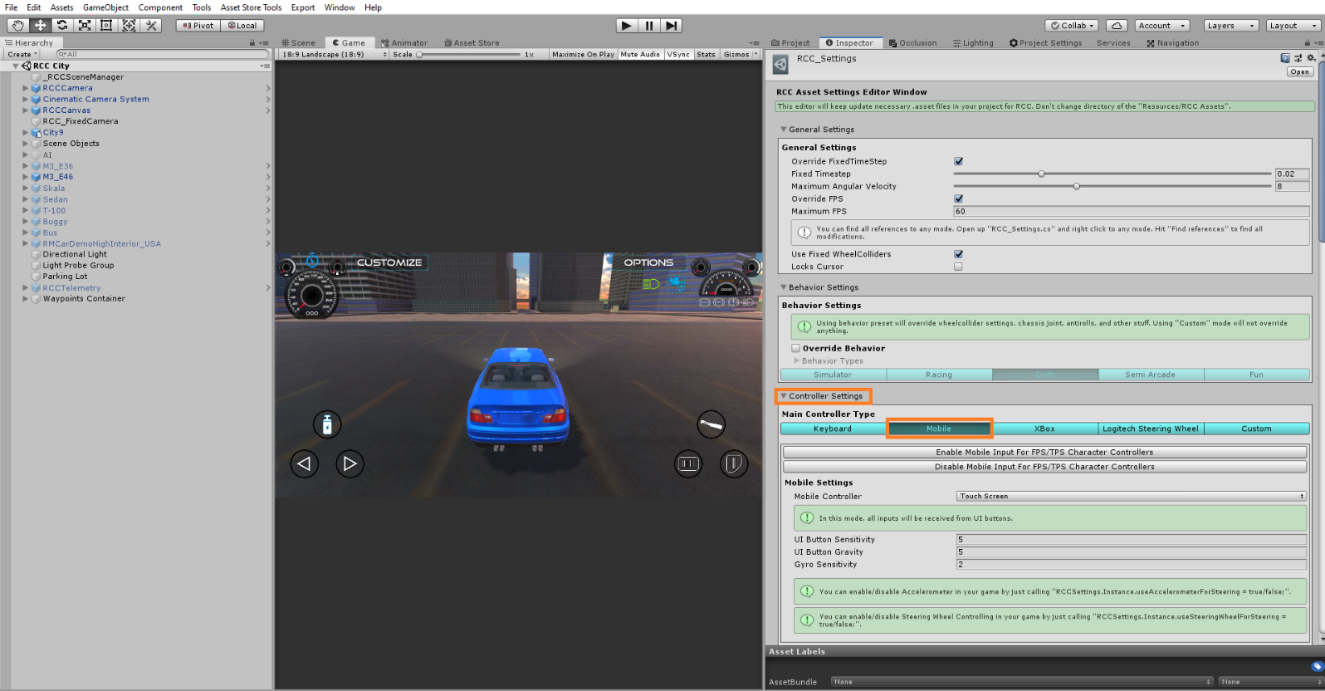 File Edit Assets GameObject Component Tools Asset Store Tools Export Window Help
Pivot Local
Collab Account Layers Layout
Hierarchy
Scene Game Animator Asset Store
Project Inspector Occlusion Lighting Project Settings Services Navigation
Create All
18:9 Landscape (18:9) Scale 1x Maximize On Play Mute Audio VSync Stats Gizmos
RCC City
_RCCSceneManager
RCCCamera
Cinematic Camera System
RCCCanvas
RCC_FixedCamera
City9
Scene Objects
AI
M3_E36
M3_E46
Skala
Sedan
T-100
Buggy
Bus
RMCarDemoHighInterior_USA
Directional Light
Light Probe Group
Parking Lot
RCCTelemetry
Waypoints Container
CUSTOMIZE
OPTIONS
000
RCC_Settings
Open
RCC Asset Settings Editor Window
This editor will keep update necessary .asset files in your project for RCC. Don't change directory of the "Resources/RCC Assets".
General Settings
General Settings
Override FixedTimeStep
Fixed Timestep 0.02
Maximum Angular Velocity 8
Override FPS
Maximum FPS 60
You can find all references to any mode. Open up "RCC_Settings.cs" and right click to any mode. Hit "Find references" to find all
modifications.
Use Fixed WheelColliders
Locks Cursor
Behavior Settings
Behavior Settings
Using behavior preset will override wheelcollider settings, chassis joint, antirolls, and other stuff. Using "Custom" mode will not override
anything.
Override Behavior
Behavior Types
Simulator Racing Drift Semi Arcade Fun
Controller Settings
Main Controller Type
Keyboard Mobile XBox Logitech Steering Wheel Custom
Enable Mobile Input For FPS/TPS Character Controllers
Disable Mobile Input For FPS/TPS Character Controllers
Mobile Settings
Mobile Controller Touch Screen
In this mode, all inputs will be received from UI buttons.
UI Button Sensitivity 5
UI Button Gravity 5
Gyro Sensitivity 2
You can enable/disable Accelerometer in your game by just calling "RCCSettings.Instance.useAccelerometerForSteering = true/false;".
You can enable/disable Steering Wheel Controlling in your game by just calling "RCCSettings.Instance.useSteeringWheelForSteering =
true/false;".
Asset Labels
AssetBundle None None